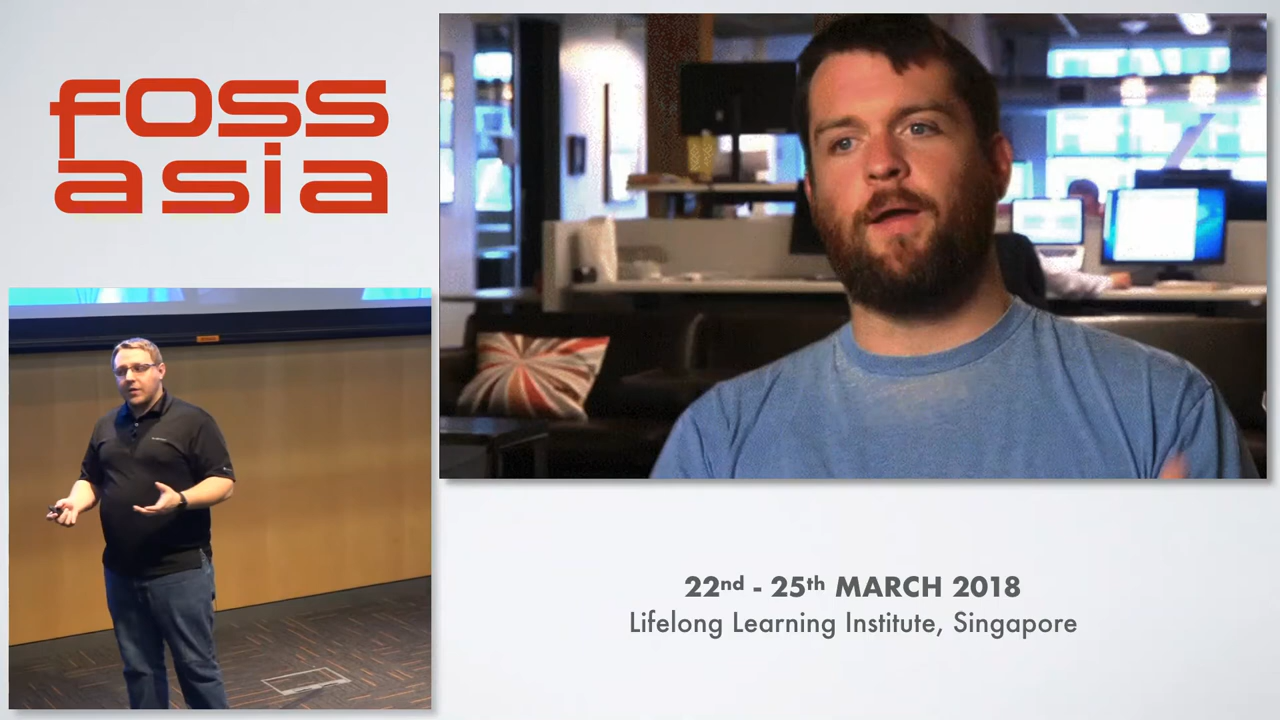 foss
asia
22nd - 25th MARCH 2018
Lifelong Learning Institute, Singapore